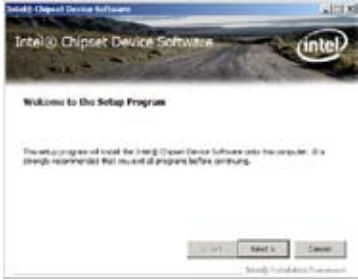 Intel® Chipset Device Software
Intel® Chipset Device Software
intel
Welcome to the Setup Program
This setup program will install the Intel® Chipset Device Software onto this computer. It is
strongly recommended that you exit all programs before continuing.
Next >
Cancel
Intel® Installation Framework